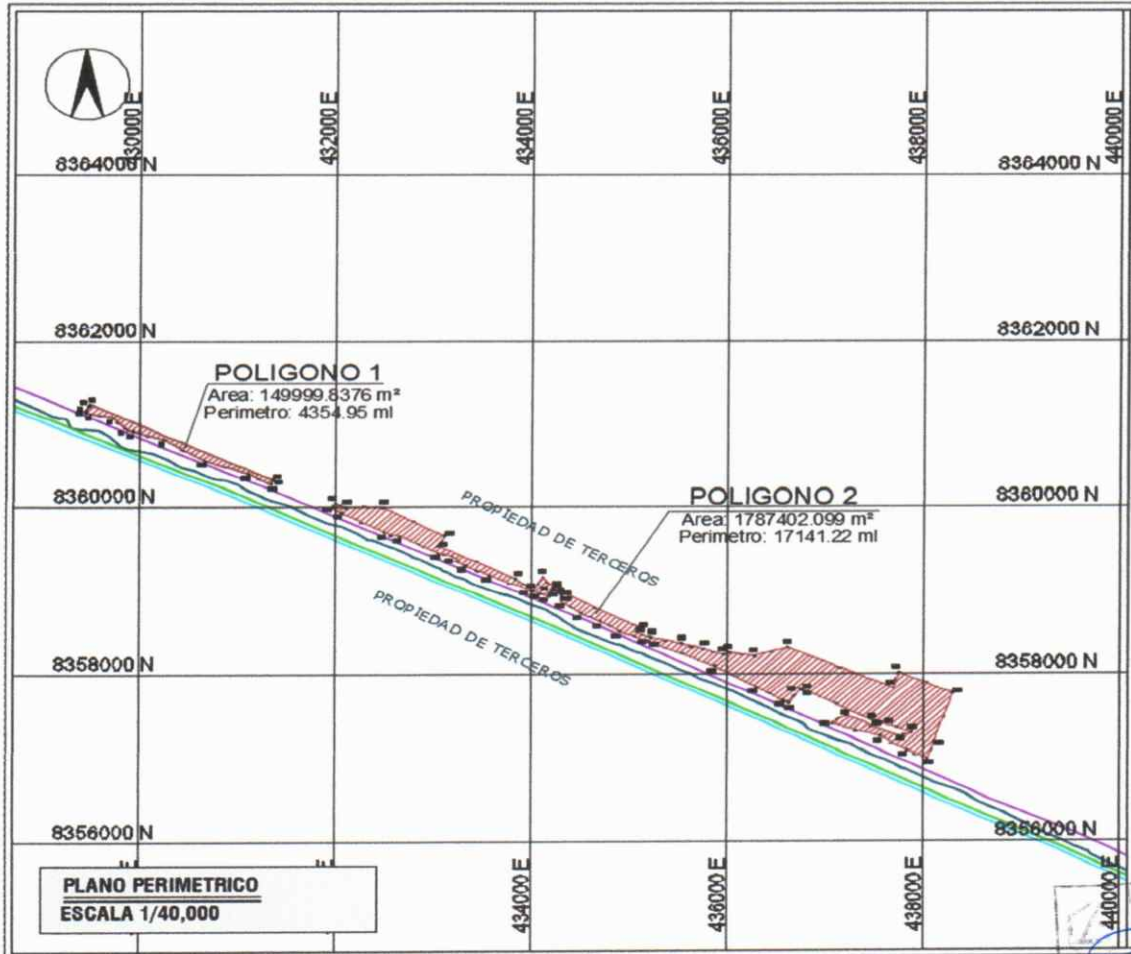 430000 E
432000 E
434000 E
436000 E
438000 E
440000 E
8364000 N
8364000 N
8362000 N
8362000 N
POLIGONO 1
Area: 149999.8376 m²
Perimetro: 4354.95 ml
8360000 N
8360000 N
PROPIEDAD DE TERCEROS
POLIGONO 2
Area: 1787402.099 m²
Perimetro: 17141.22 ml
PROPIEDAD DE TERCEROS
8358000 N
8358000 N
8356000 N
8356000 N
434000 E
436000 E
438000 E
440000 E
PLANO PERIMETRICO
ESCALA 1/40,000